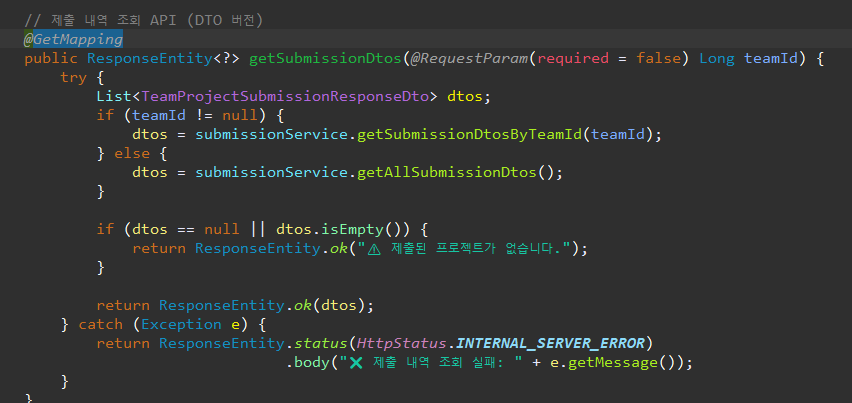 // 제출 내역 조회 API (DTO 버전)
@GetMapping
public ResponseEntity<?> getSubmissionDtos(@RequestParam(required = false) Long teamId) {
    try {
        List<TeamProjectSubmissionResponseDto> dtos;
        if (teamId != null) {
            dtos = submissionService.getSubmissionDtosByTeamId(teamId);
        } else {
            dtos = submissionService.getAllSubmissionDtos();
        }

        if (dtos == null || dtos.isEmpty()) {
            return ResponseEntity.ok("⚠️ 제출된 프로젝트가 없습니다.");
        }

        return ResponseEntity.ok(dtos);
    } catch (Exception e) {
        return ResponseEntity.status(HttpStatus.INTERNAL_SERVER_ERROR)
                             .body("❌ 제출 내역 조회 실패: " + e.getMessage());
    }
}